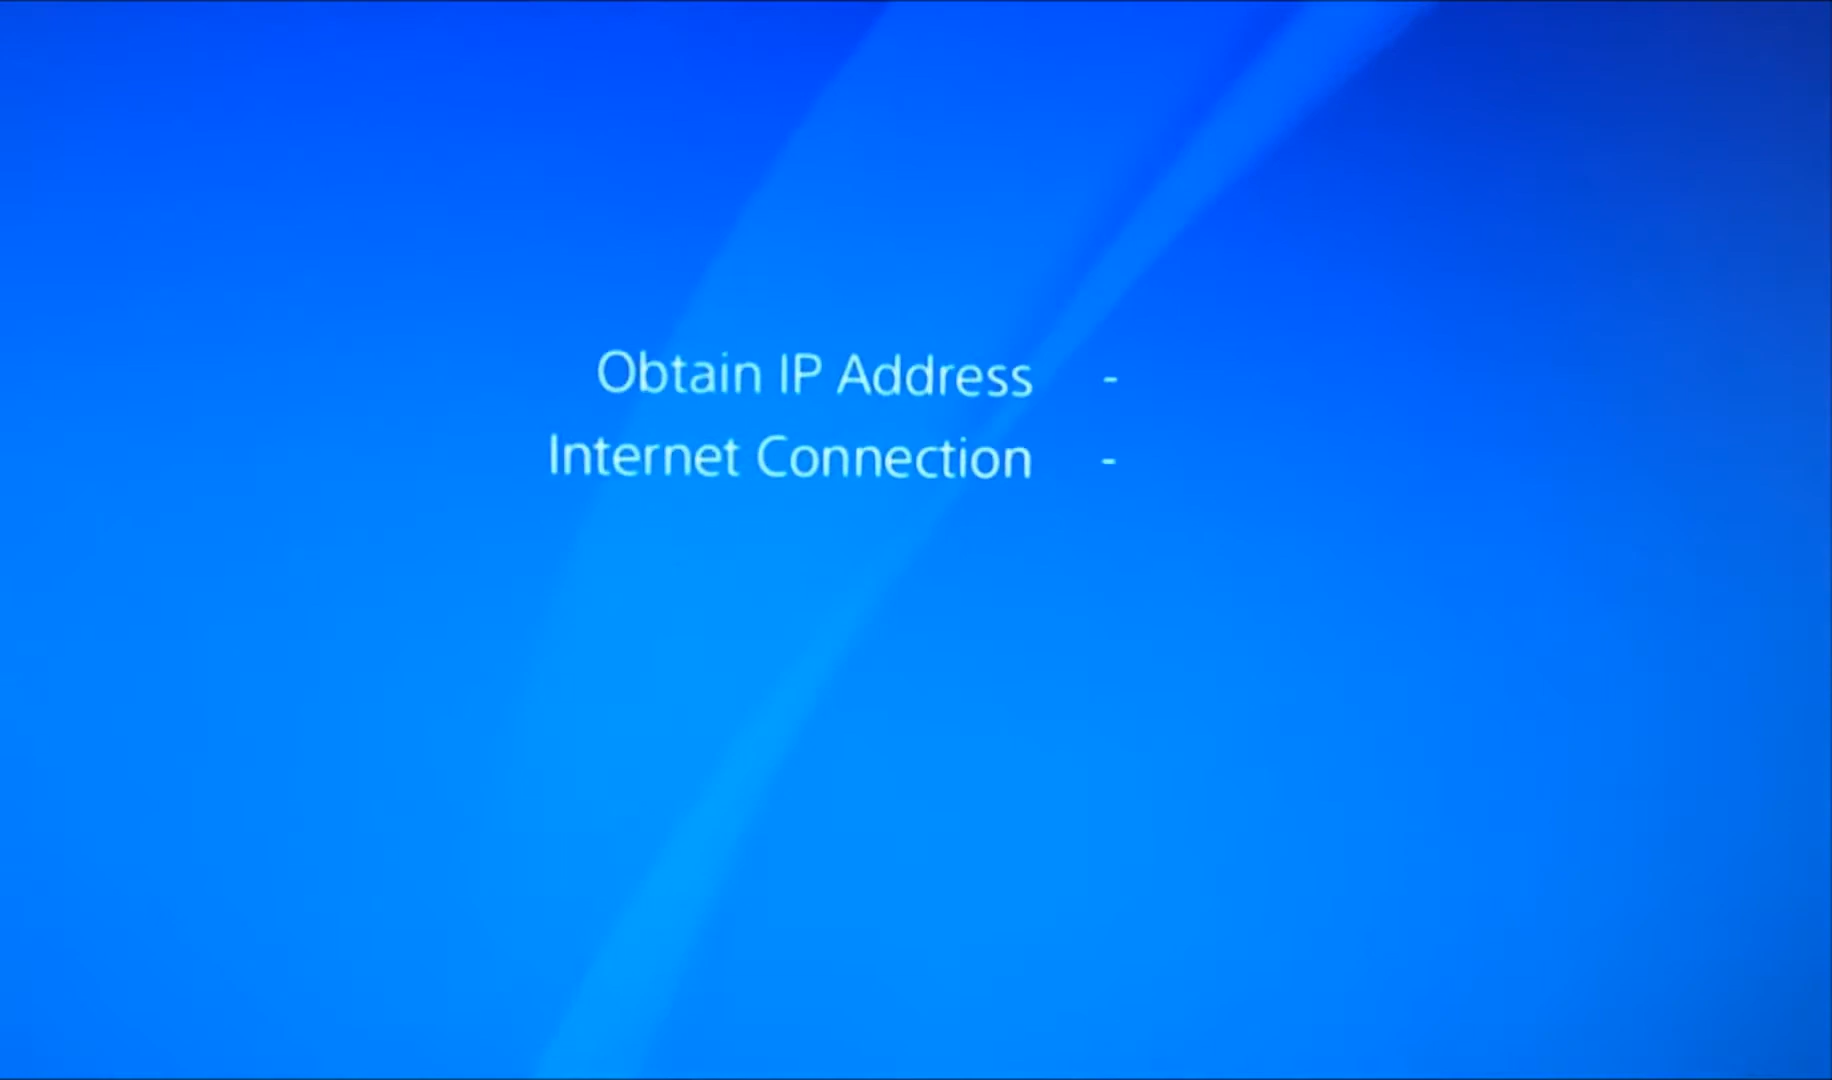 Obtain IP Address -
Internet Connection -